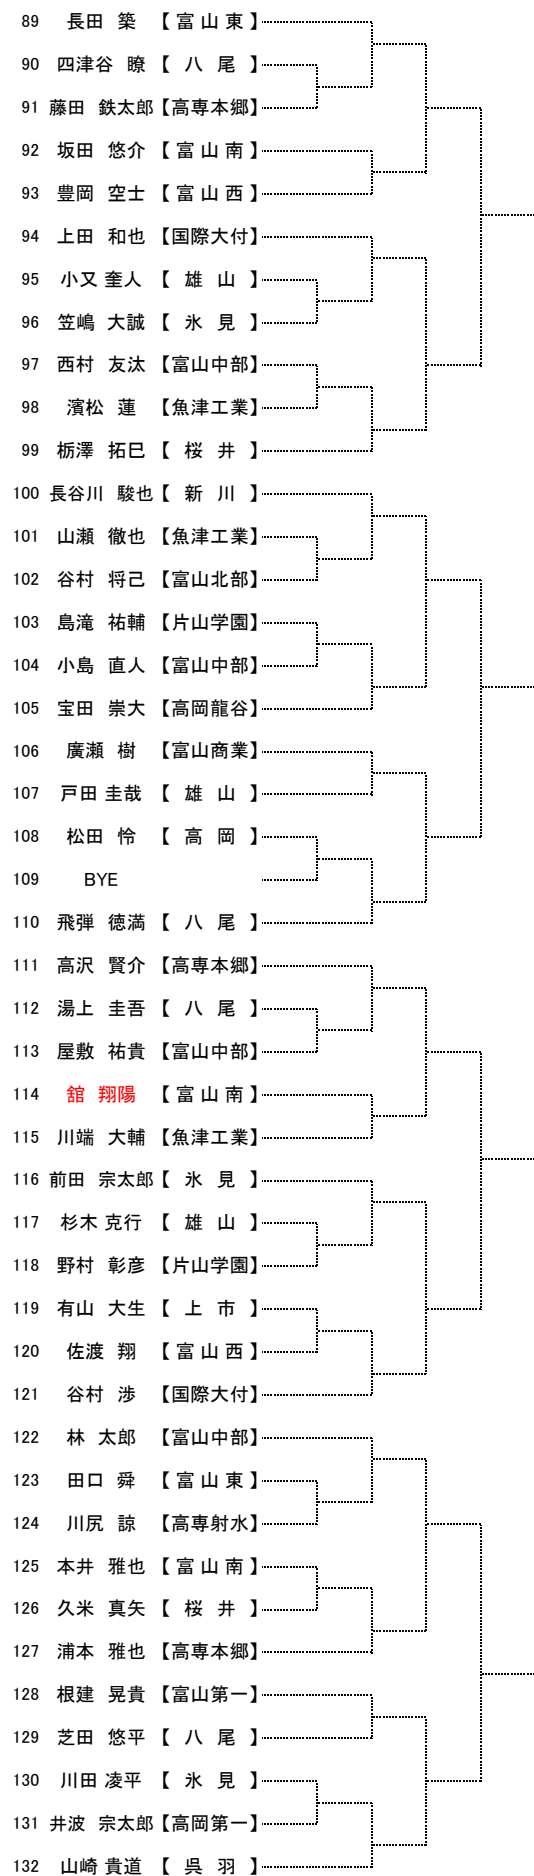 89 長田 築 【 富 山 東 】
90 四津谷 暸 【 八 尾 】
91 藤田 鉄太郎 【高専本郷】
92 坂田 悠介 【 富 山 南 】
93 豊岡 空士 【 富 山 西 】
94 上田 和也 【国際大付】
95 小又 奎人 【 雄 山 】
96 笠嶋 大誠 【 氷 見 】
97 西村 友汰 【富山中部】
98 濱松 蓮 【魚津工業】
99 栃澤 拓巳 【 桜 井 】
100 長谷川 駿也 【 新 川 】
101 山瀬 徹也 【魚津工業】
102 谷村 将己 【富山北部】
103 島滝 祐輔 【片山学園】
104 小島 直人 【富山中部】
105 宝田 崇大 【高岡龍谷】
106 廣瀬 樹 【富山商業】
107 戸田 圭哉 【 雄 山 】
108 松田 怜 【 高 岡 】
109 BYE
110 飛弾 徳満 【 八 尾 】
111 高沢 賢介 【高専本郷】
112 湯上 圭吾 【 八 尾 】
113 屋敷 祐貴 【富山中部】
114 舘 翔陽 【 富 山 南 】
115 川端 大輔 【魚津工業】
116 前田 宗太郎 【 氷 見 】
117 杉木 克行 【 雄 山 】
118 野村 彰彦 【片山学園】
119 有山 大生 【 上 市 】
120 佐渡 翔 【 富 山 西 】
121 谷村 渉 【国際大付】
122 林 太郎 【富山中部】
123 田口 舜 【 富 山 東 】
124 川尻 諒 【高専射水】
125 本井 雅也 【 富 山 南 】
126 久米 真矢 【 桜 井 】
127 浦本 雅也 【高専本郷】
128 根建 晃貴 【富山第一】
129 芝田 悠平 【 八 尾 】
130 川田 凌平 【 氷 見 】
131 井波 宗太郎 【高岡第一】
132 山崎 貴道 【 呉 羽 】